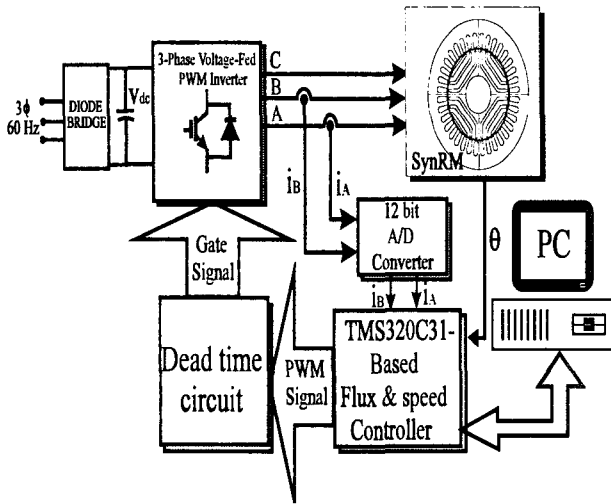 3-Phase Voltage-Fed
PWM Inverter
C
B
A
DIODE
BRIDGE
Vdc
3ϕ
60 Hz
SynRM
iB
iA
12 bit
A/D
Converter
θ
PC
Gate
Signal
iB
iA
TMS320C31-
Based
Flux & speed
Controller
PWM
Signal
Dead time
circuit